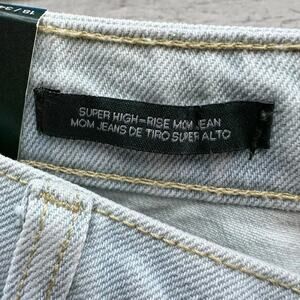 SUPER HIGH-RISE MOM JEAN
MOM JEANS DE TIRO SUPER ALTO